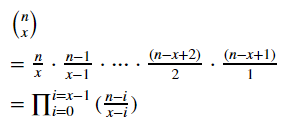 (n x)
= n/x · (n−1)/(x−1) · ⋯ · (n−x+2)/2 · (n−x+1)/1
= ∏_{i=0}^{i=x−1} ((n−i)/(x−i))